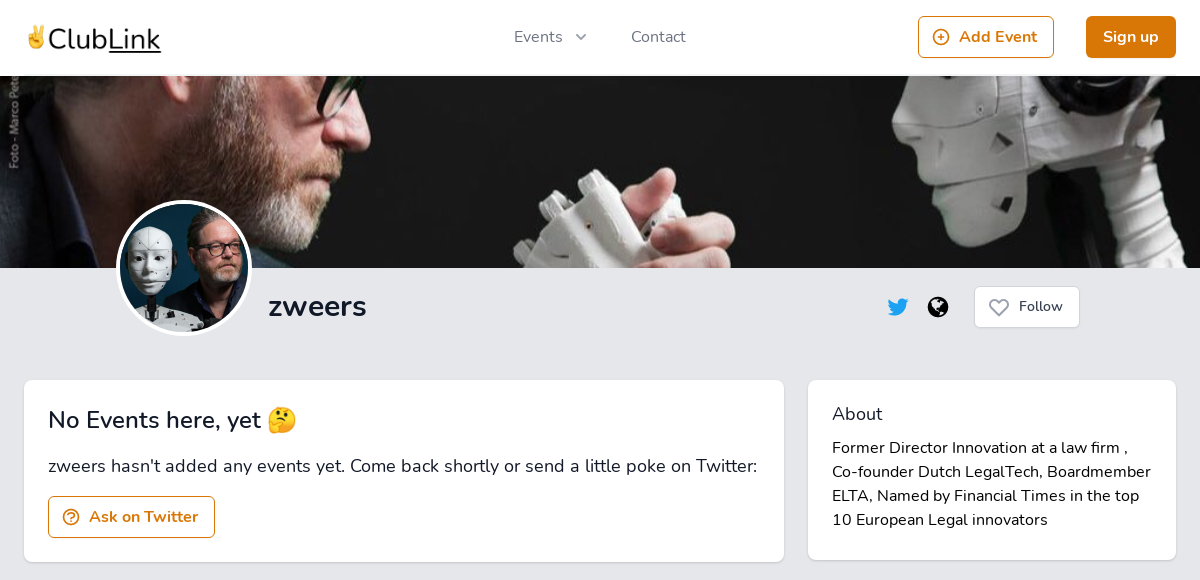 ClubLink
Events
Contact
Add Event
Sign up
Foto - Marco Pete
zweers
Follow
No Events here, yet 🤔
zweers hasn't added any events yet. Come back shortly or send a little poke on Twitter:
Ask on Twitter
About
Former Director Innovation at a law firm ,
Co-founder Dutch LegalTech, Boardmember
ELTA, Named by Financial Times in the top
10 European Legal innovators